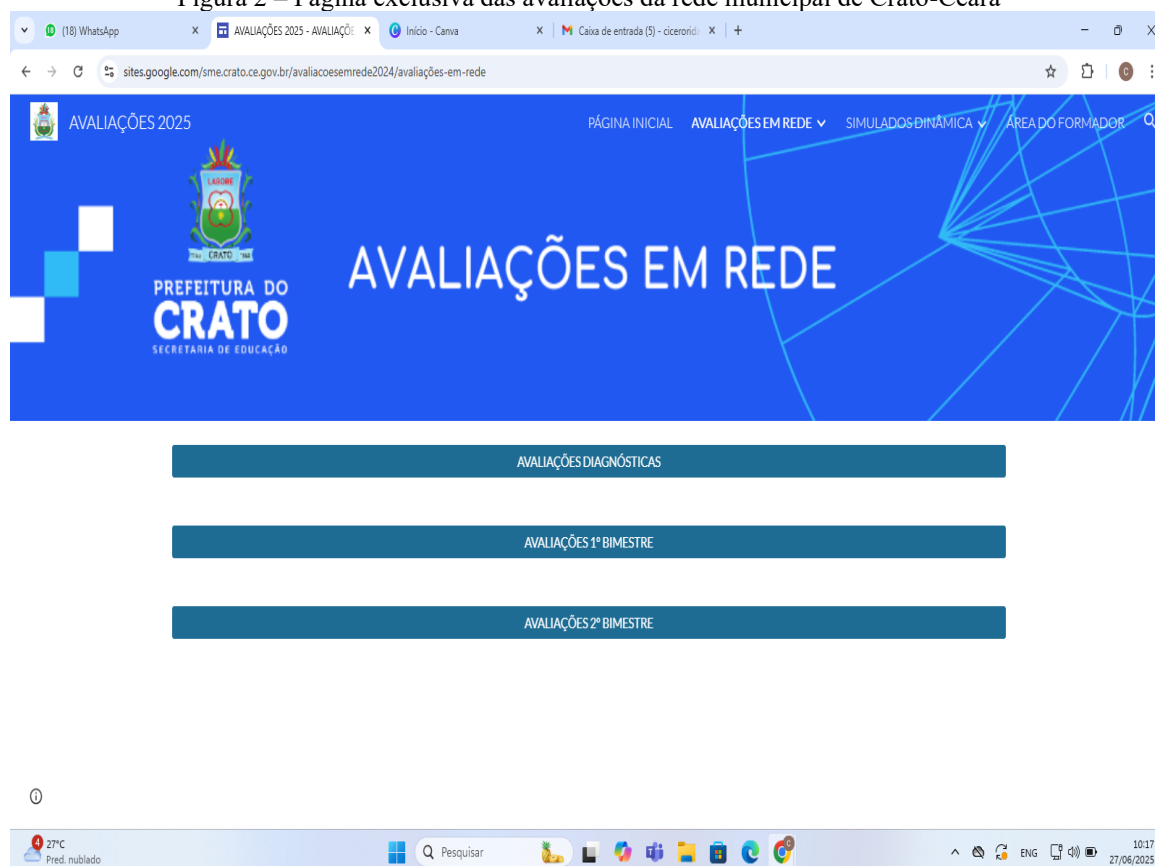 Figura 2 – Página exclusiva das avaliações da rede municipal de Crato-Ceará
(18) WhatsApp
AVALIAÇÕES 2025 - AVALIAÇÕE
Início - Canva
Caixa de entrada (5) - cicerorida
sites.google.com/sme.crato.ce.gov.br/avaliacoesemrede2024/avaliações-em-rede
AVALIAÇÕES 2025
PÁGINA INICIAL
AVALIAÇÕES EM REDE
SIMULADOS DINÂMICA
ÁREA DO FORMADOR
LABORE
CRATO
PREFEITURA DO
CRATO
SECRETARIA DE EDUCAÇÃO
AVALIAÇÕES EM REDE
AVALIAÇÕES DIAGNÓSTICAS
AVALIAÇÕES 1º BIMESTRE
AVALIAÇÕES 2º BIMESTRE
4
27°C
Pred. nublado
Pesquisar
ENG
10:17
27/06/2025